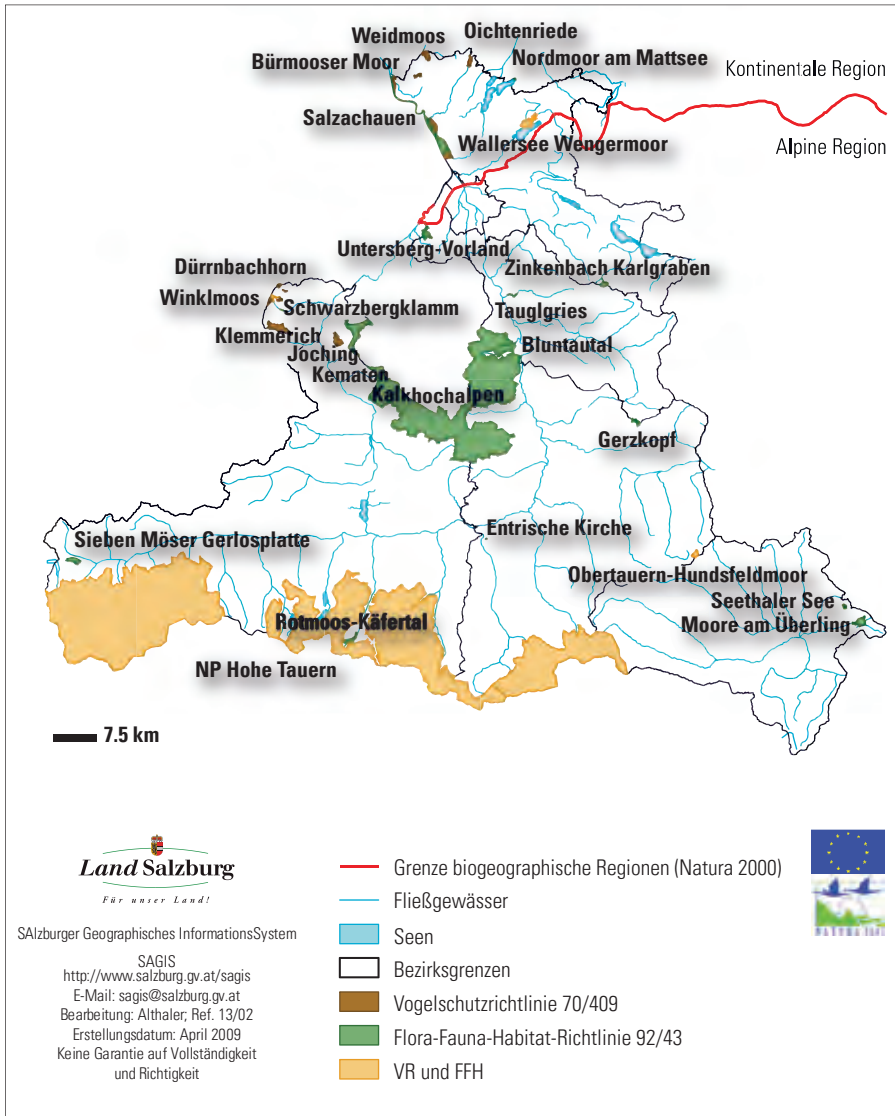 Weidmoos
Oichtenriede
Bürmooser Moor
Nordmoor am Mattsee
Kontinentale Region
Salzachauen
Wallersee Wengermoor
Alpine Region
Untersberg-Vorland
Dürrnbachhorn
Zinkenbach Karlgraben
Winklmoos
Schwarzbergklamm
Tauglgries
Klemmerich
Bluntautal
Joching
Kematen
Kalkhochalpen
Gerzkopf
Entrische Kirche
Sieben Möser Gerlosplatte
Obertauern-Hundsfeldmoor
Seethaler See
Rotmoos-Käfertal
Moore am Überling
NP Hohe Tauern
7.5 km
Land Salzburg
Für unser Land!
SAlzburger Geographisches InformationsSystem
SAGIS
http://www.salzburg.gv.at/sagis
E-Mail: sagis@salzburg.gv.at
Bearbeitung: Althaler; Ref. 13/02
Erstellungsdatum: April 2009
Keine Garantie auf Vollständigkeit
und Richtigkeit
Grenze biogeographische Regionen (Natura 2000)
Fließgewässer
Seen
Bezirksgrenzen
Vogelschutzrichtlinie 70/409
Flora-Fauna-Habitat-Richtlinie 92/43
VR und FFH